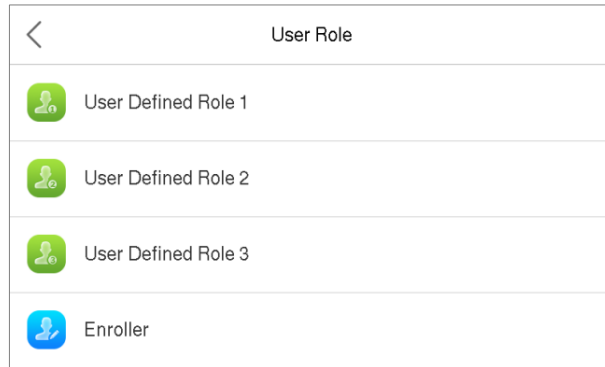 User Role
User Defined Role 1
User Defined Role 2
User Defined Role 3
Enroller